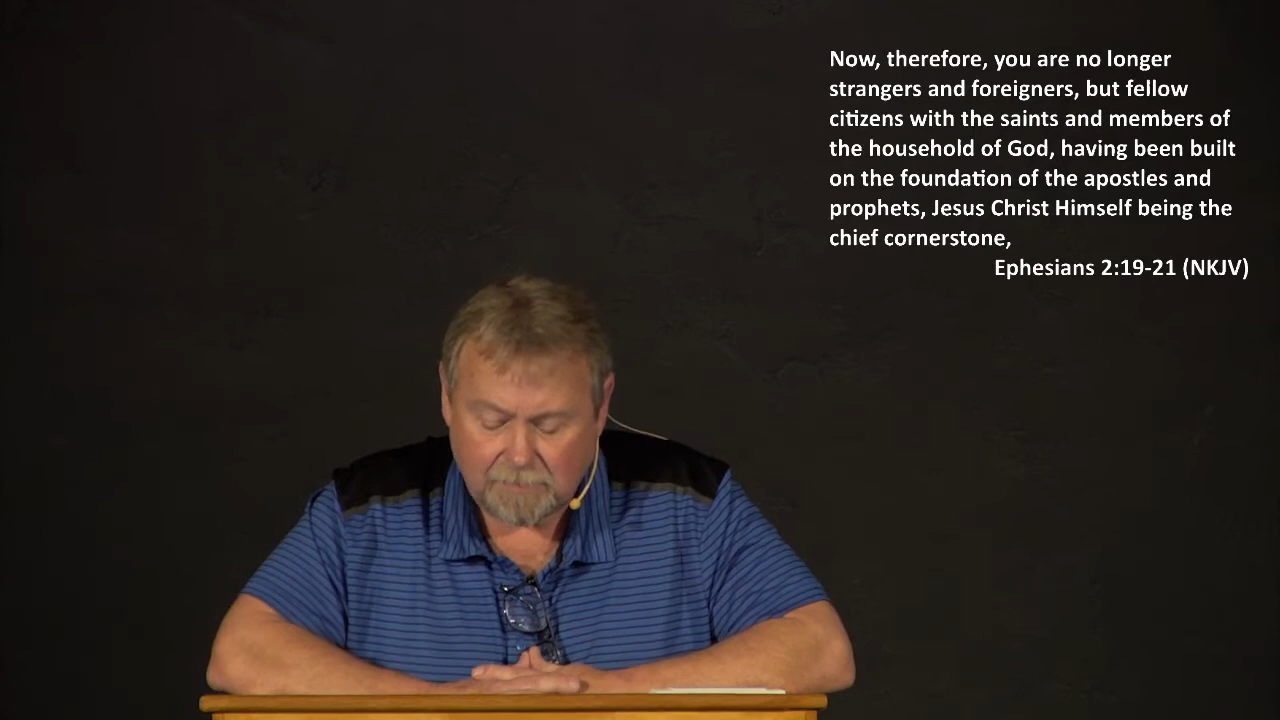 Now, therefore, you are no longer
strangers and foreigners, but fellow
citizens with the saints and members of
the household of God, having been built
on the foundation of the apostles and
prophets, Jesus Christ Himself being the
chief cornerstone,
Ephesians 2:19-21 (NKJV)